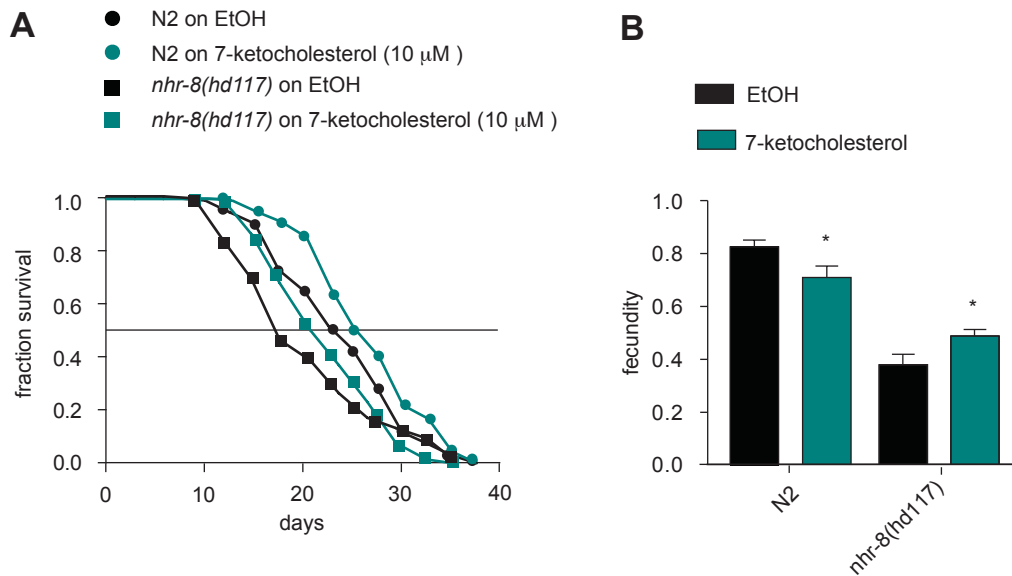 A
N2 on EtOH
N2 on 7-ketocholesterol (10 μM )
nhr-8(hd117) on EtOH
nhr-8(hd117) on 7-ketocholesterol (10 μM )
fraction survival
1.0
0.8
0.6
0.4
0.2
0.0
0
10
20
30
40
days
B
EtOH
7-ketocholesterol
fecundity
1.0
0.8
0.6
0.4
0.2
0.0
*
*
N2
nhr-8(hd117)